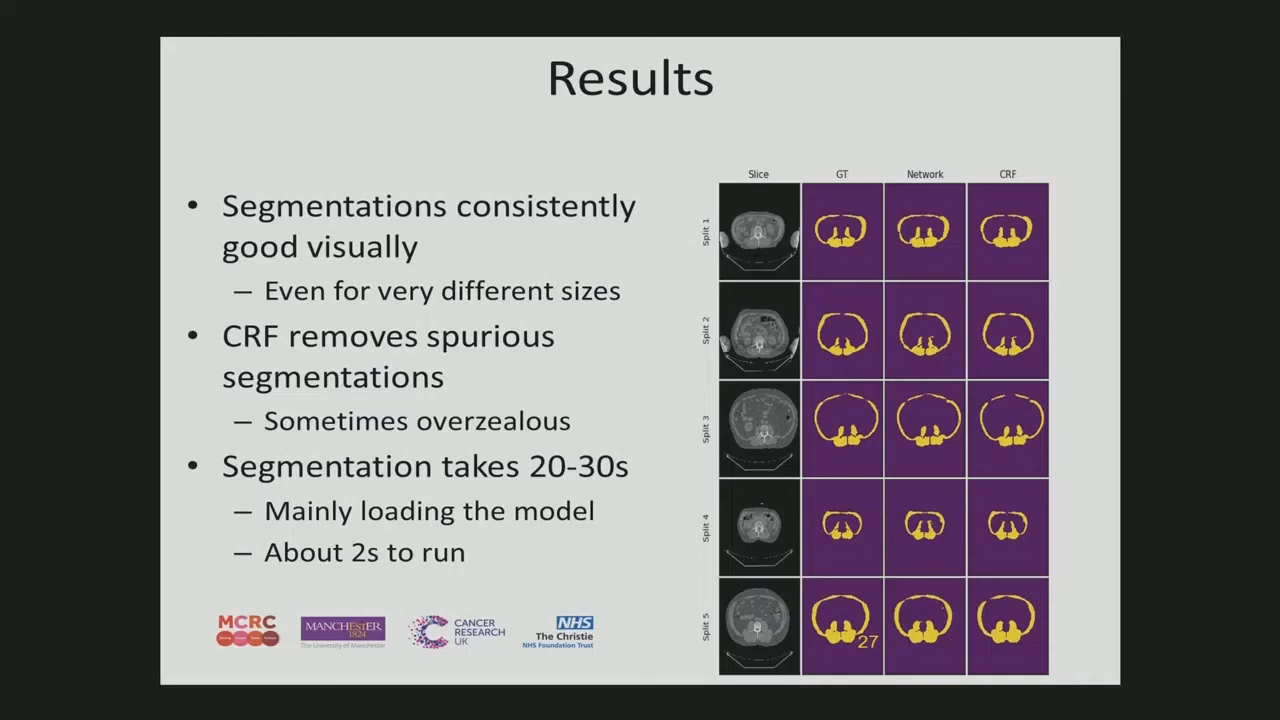 Results
• Segmentations consistently
good visually
– Even for very different sizes
• CRF removes spurious
segmentations
– Sometimes overzealous
• Segmentation takes 20-30s
– Mainly loading the model
– About 2s to run
Slice GT Network CRF
Split 1
Split 2
Split 3
Split 4
Split 5
27
MCRC
MANCHESTER
1824
The University of Manchester
CANCER
RESEARCH
UK
NHS
The Christie
NHS Foundation Trust